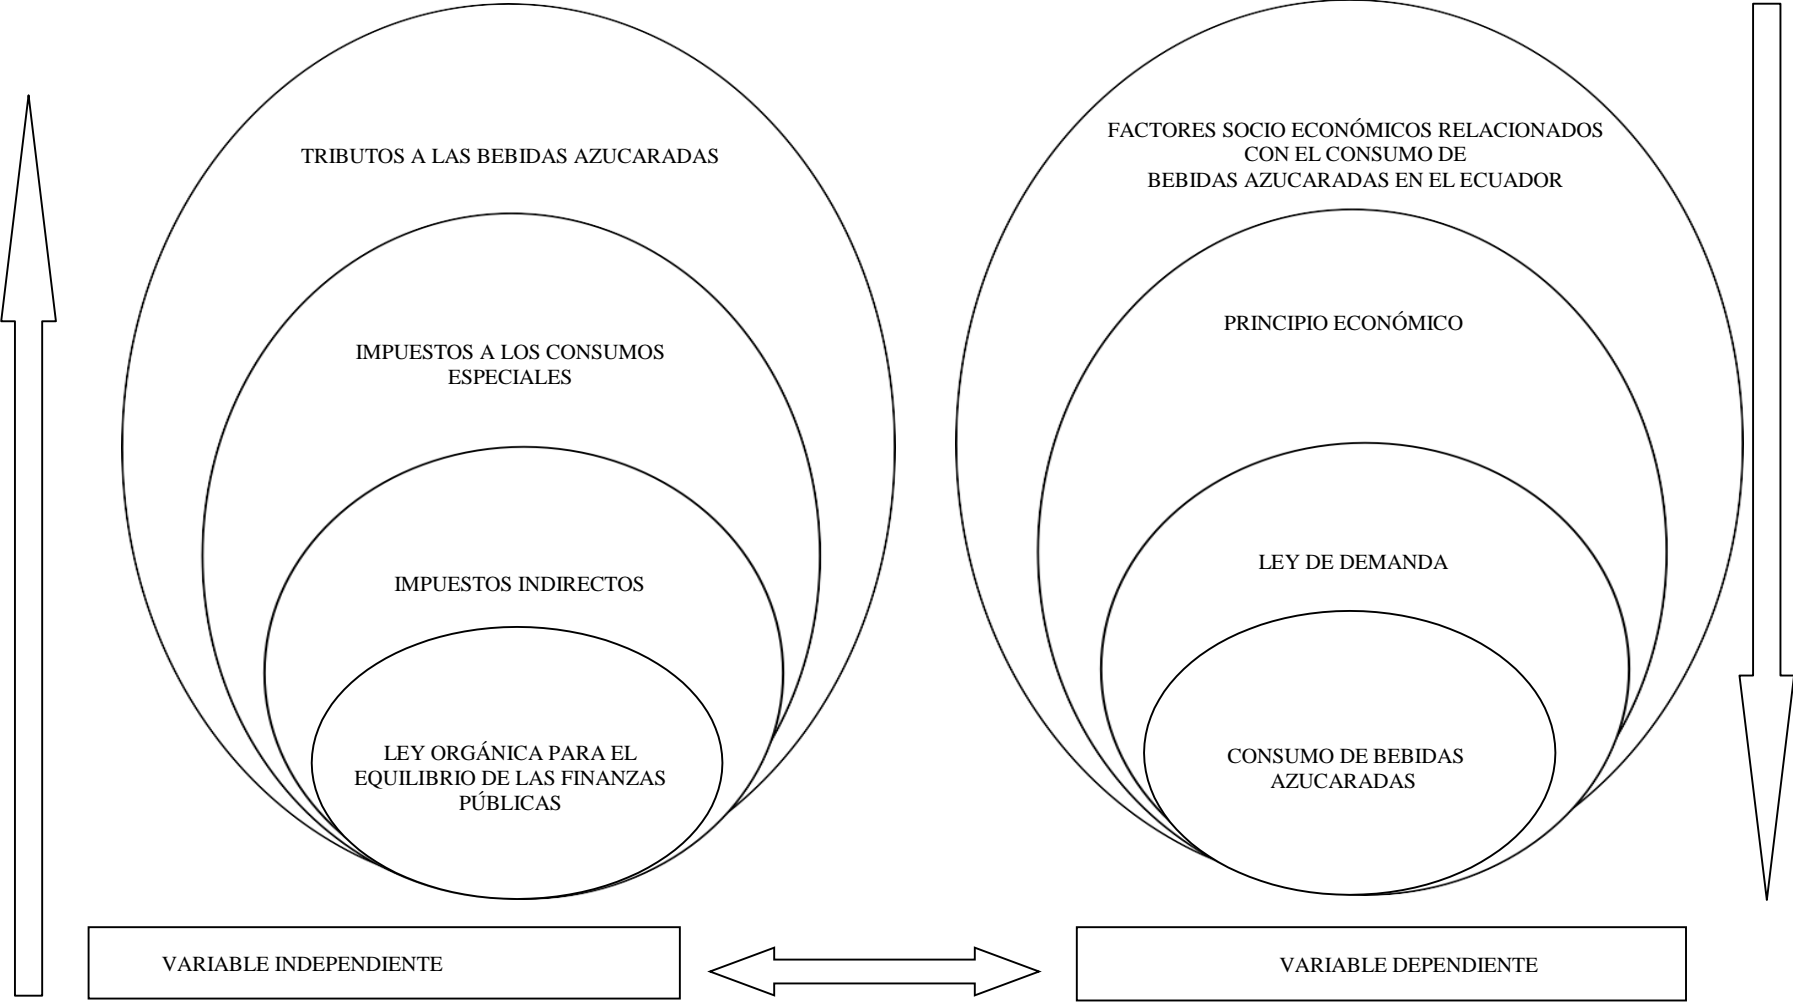 TRIBUTOS A LAS BEBIDAS AZUCARADAS
IMPUESTOS A LOS CONSUMOS
ESPECIALES
IMPUESTOS INDIRECTOS
LEY ORGÁNICA PARA EL
EQUILIBRIO DE LAS FINANZAS
PÚBLICAS
VARIABLE INDEPENDIENTE
FACTORES SOCIO ECONÓMICOS RELACIONADOS
CON EL CONSUMO DE
BEBIDAS AZUCARADAS EN EL ECUADOR
PRINCIPIO ECONÓMICO
LEY DE DEMANDA
CONSUMO DE BEBIDAS
AZUCARADAS
VARIABLE DEPENDIENTE